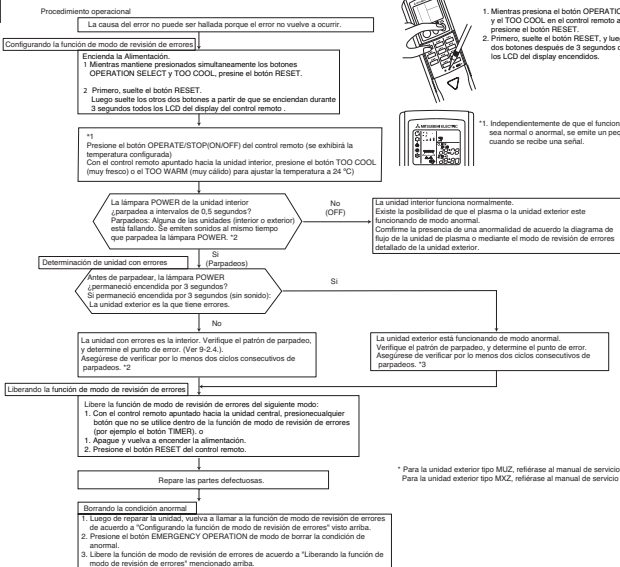 Procedimiento operacional
La causa del error no puede ser hallada porque el error no vuelve a ocurrir.
Configurando la función de modo de revisión de errores
Encienda la Alimentación.
1 Mientras mantiene presionados simultaneamente los botones
OPERATION SELECT y TOO COOL, presine el botón RESET.
2 Primero, suelte el botón RESET.
Luego suelte los otros dos botones a partir de que se enciendan durante
3 segundos todos los LCD del display del control remoto .
1. Mientras presiona el botón OPERATIO
y el TOO COOL en el control remoto a
presione el botón RESET.
2. Primero, suelte el botón RESET, y lueg
dos botones después de 3 segundos d
los LCD del display encendidos.
*1
Presione el botón OPERATE/STOP(ON/OFF) del control remoto (se exhibirá la
temperatura configurada)
Con el control remoto apuntado hacia la unidad interior, presione el botón TOO COOL
(muy fresco) o el TOO WARM (muy cálido) para ajustar la temperatura a 24 ºC)
MITSUBISHI ELECTRIC
*1. Independientemente de que el funcion
sea normal o anormal, se emite un peq
cuando se recibe una señal.
La lámpara POWER de la unidad interior
¿parpadea a intervalos de 0,5 segundos?
Parpadeos: Alguna de las unidades (interior o exterior)
está fallando. Se emiten sonidos al mismo tiempo
que parpadea la lámpara POWER. *2
No
(OFF)
La unidad interior funciona normalmente.
Existe la posibilidad de que el plasma o la unidad exterior este
funcionando de modo anormal.
Comfirme la presencia de una anormalidad de acuerdo la diagrama de
flujo de la unidad de plasma o mediante el modo de revisión de errores
detallado de la unidad exterior.
Si
(Parpadeos)
Determinación de unidad con errores
Antes de parpadear, la lámpara POWER
¿permaneció encendida por 3 segundos?
Si permaneció encendida por 3 segundos (sin sonido):
La unidad exterior es la que tiene errores.
Si
No
La unidad con errores es la interior. Verifique el patrón de parpadeo,
y determine el punto de error. (Ver 9-2.4.).
Asegúrese de verificar por lo menos dos ciclos consecutivos de
parpadeos. *2
La unidad exterior está funcionando de modo anormal.
Verifique el patrón de parpadeo, y determine el punto de error.
Asegúrese de verificar por lo menos dos ciclos consecutivos de
parpadeos. *3
Liberando la función de modo de revisión de errores
Libere la función de modo de revisión de errores del siguiente modo:
1. Con el control remoto apuntado hacia la unidad central, presionecualquier
botón que no se utilice dentro de la función de modo de revisión de errores
(por ejemplo el botón TIMER). o
1. Apague y vuelva a encender la alimentación.
2. Presione el botón RESET del control remoto.
Repare las partes defectuosas.
* Para la unidad exterior tipo MUZ, refiérase al manual de servicio
Para la unidad exterior tipo MXZ, refiérase al manual de servicio
Borrando la condición anormal
1. Luego de reparar la unidad, vuelva a llamar a la función de modo de revisión de errores
de acuerdo a "Configurando la función de modo de revisión de errores" visto arriba.
2. Presione el botón EMERGENCY OPERATION de modo de borrar la condición de
anormal.
3. Libere la función de modo de revisión de errores de acuerdo a "Liberando la función de
modo de revisión de errores" mencionado arriba.